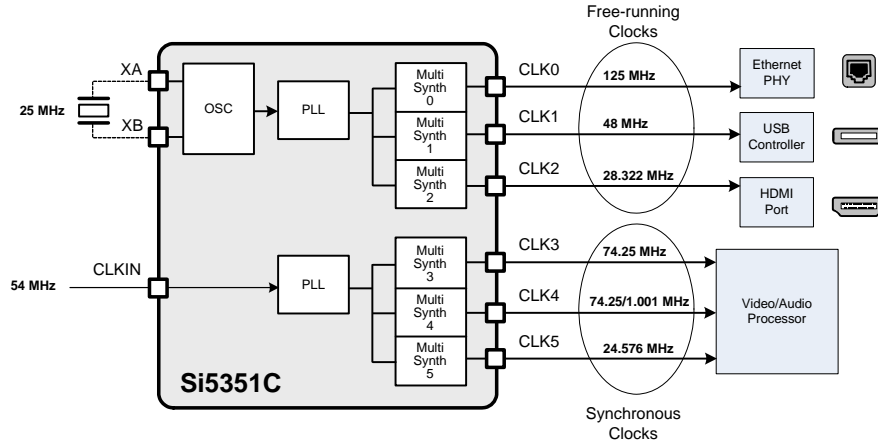 Free-running
Clocks
XA
XB
25 MHz
OSC
PLL
Multi
Synth
0
Multi
Synth
1
Multi
Synth
2
CLK0
CLK1
CLK2
125 MHz
48 MHz
28.322 MHz
Ethernet
PHY
USB
Controller
HDMI
Port
CLKIN
54 MHz
PLL
Multi
Synth
3
Multi
Synth
4
Multi
Synth
5
CLK3
CLK4
CLK5
74.25 MHz
74.25/1.001 MHz
24.576 MHz
Video/Audio
Processor
Si5351C
Synchronous
Clocks